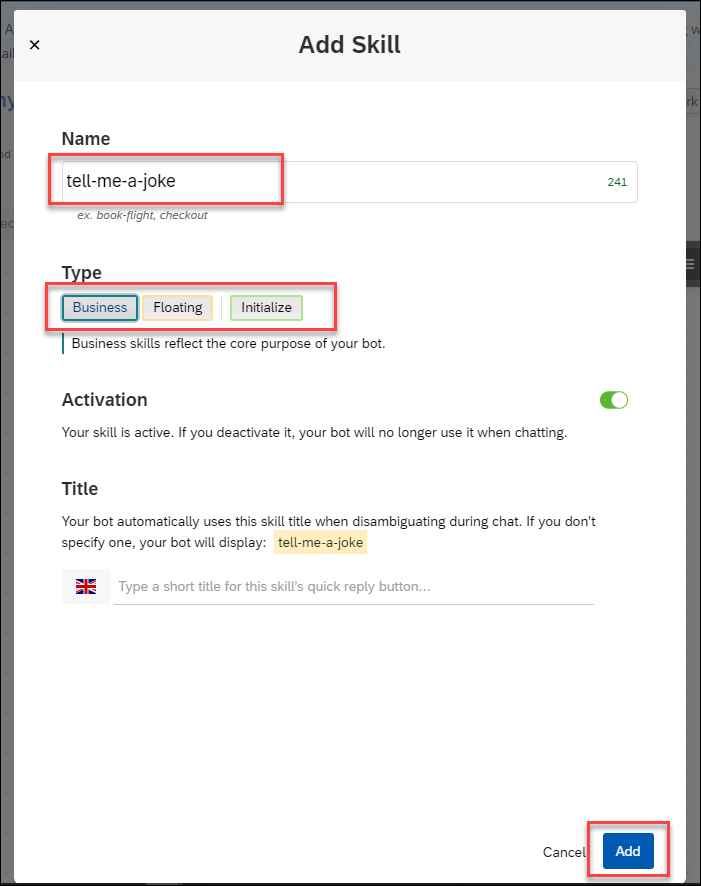 Add Skill
Name
tell-me-a-joke 241
ex. book-flight, checkout
Type
Business Floating Initialize
Business skills reflect the core purpose of your bot.
Activation
Your skill is active. If you deactivate it, your bot will no longer use it when chatting.
Title
Your bot automatically uses this skill title when disambiguating during chat. If you don’t
specify one, your bot will display: tell-me-a-joke
Type a short title for this skill’s quick reply button...
Cancel Add